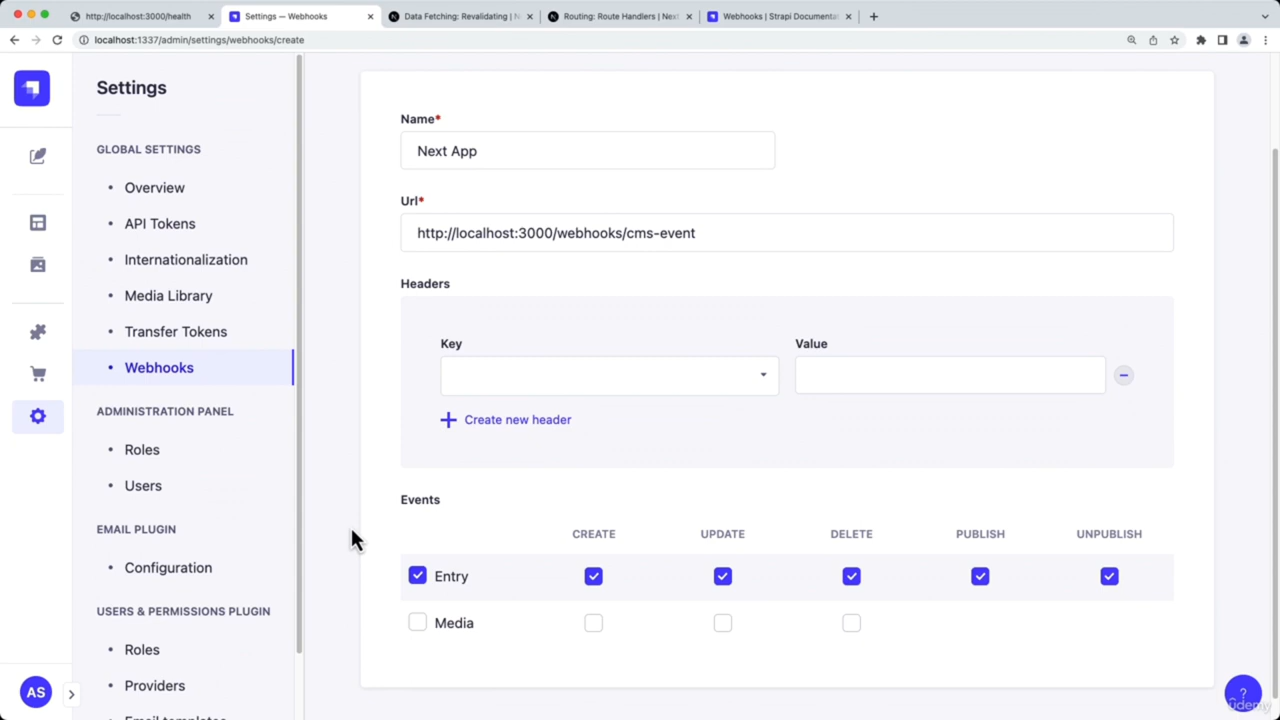 http://localhost:3000/health
Settings — Webhooks
Data Fetching: Revalidating | N
Routing: Route Handlers | Next
Webhooks | Strapi Documenta
localhost:1337/admin/settings/webhooks/create
Settings
GLOBAL SETTINGS
Overview
API Tokens
Internationalization
Media Library
Transfer Tokens
Webhooks
ADMINISTRATION PANEL
Roles
Users
EMAIL PLUGIN
Configuration
USERS & PERMISSIONS PLUGIN
Roles
Providers
Email templates
AS
Name*
Next App
Url*
http://localhost:3000/webhooks/cms-event
Headers
Key Value
Create new header
Events
CREATE UPDATE DELETE PUBLISH UNPUBLISH
Entry
Media
?
udemy